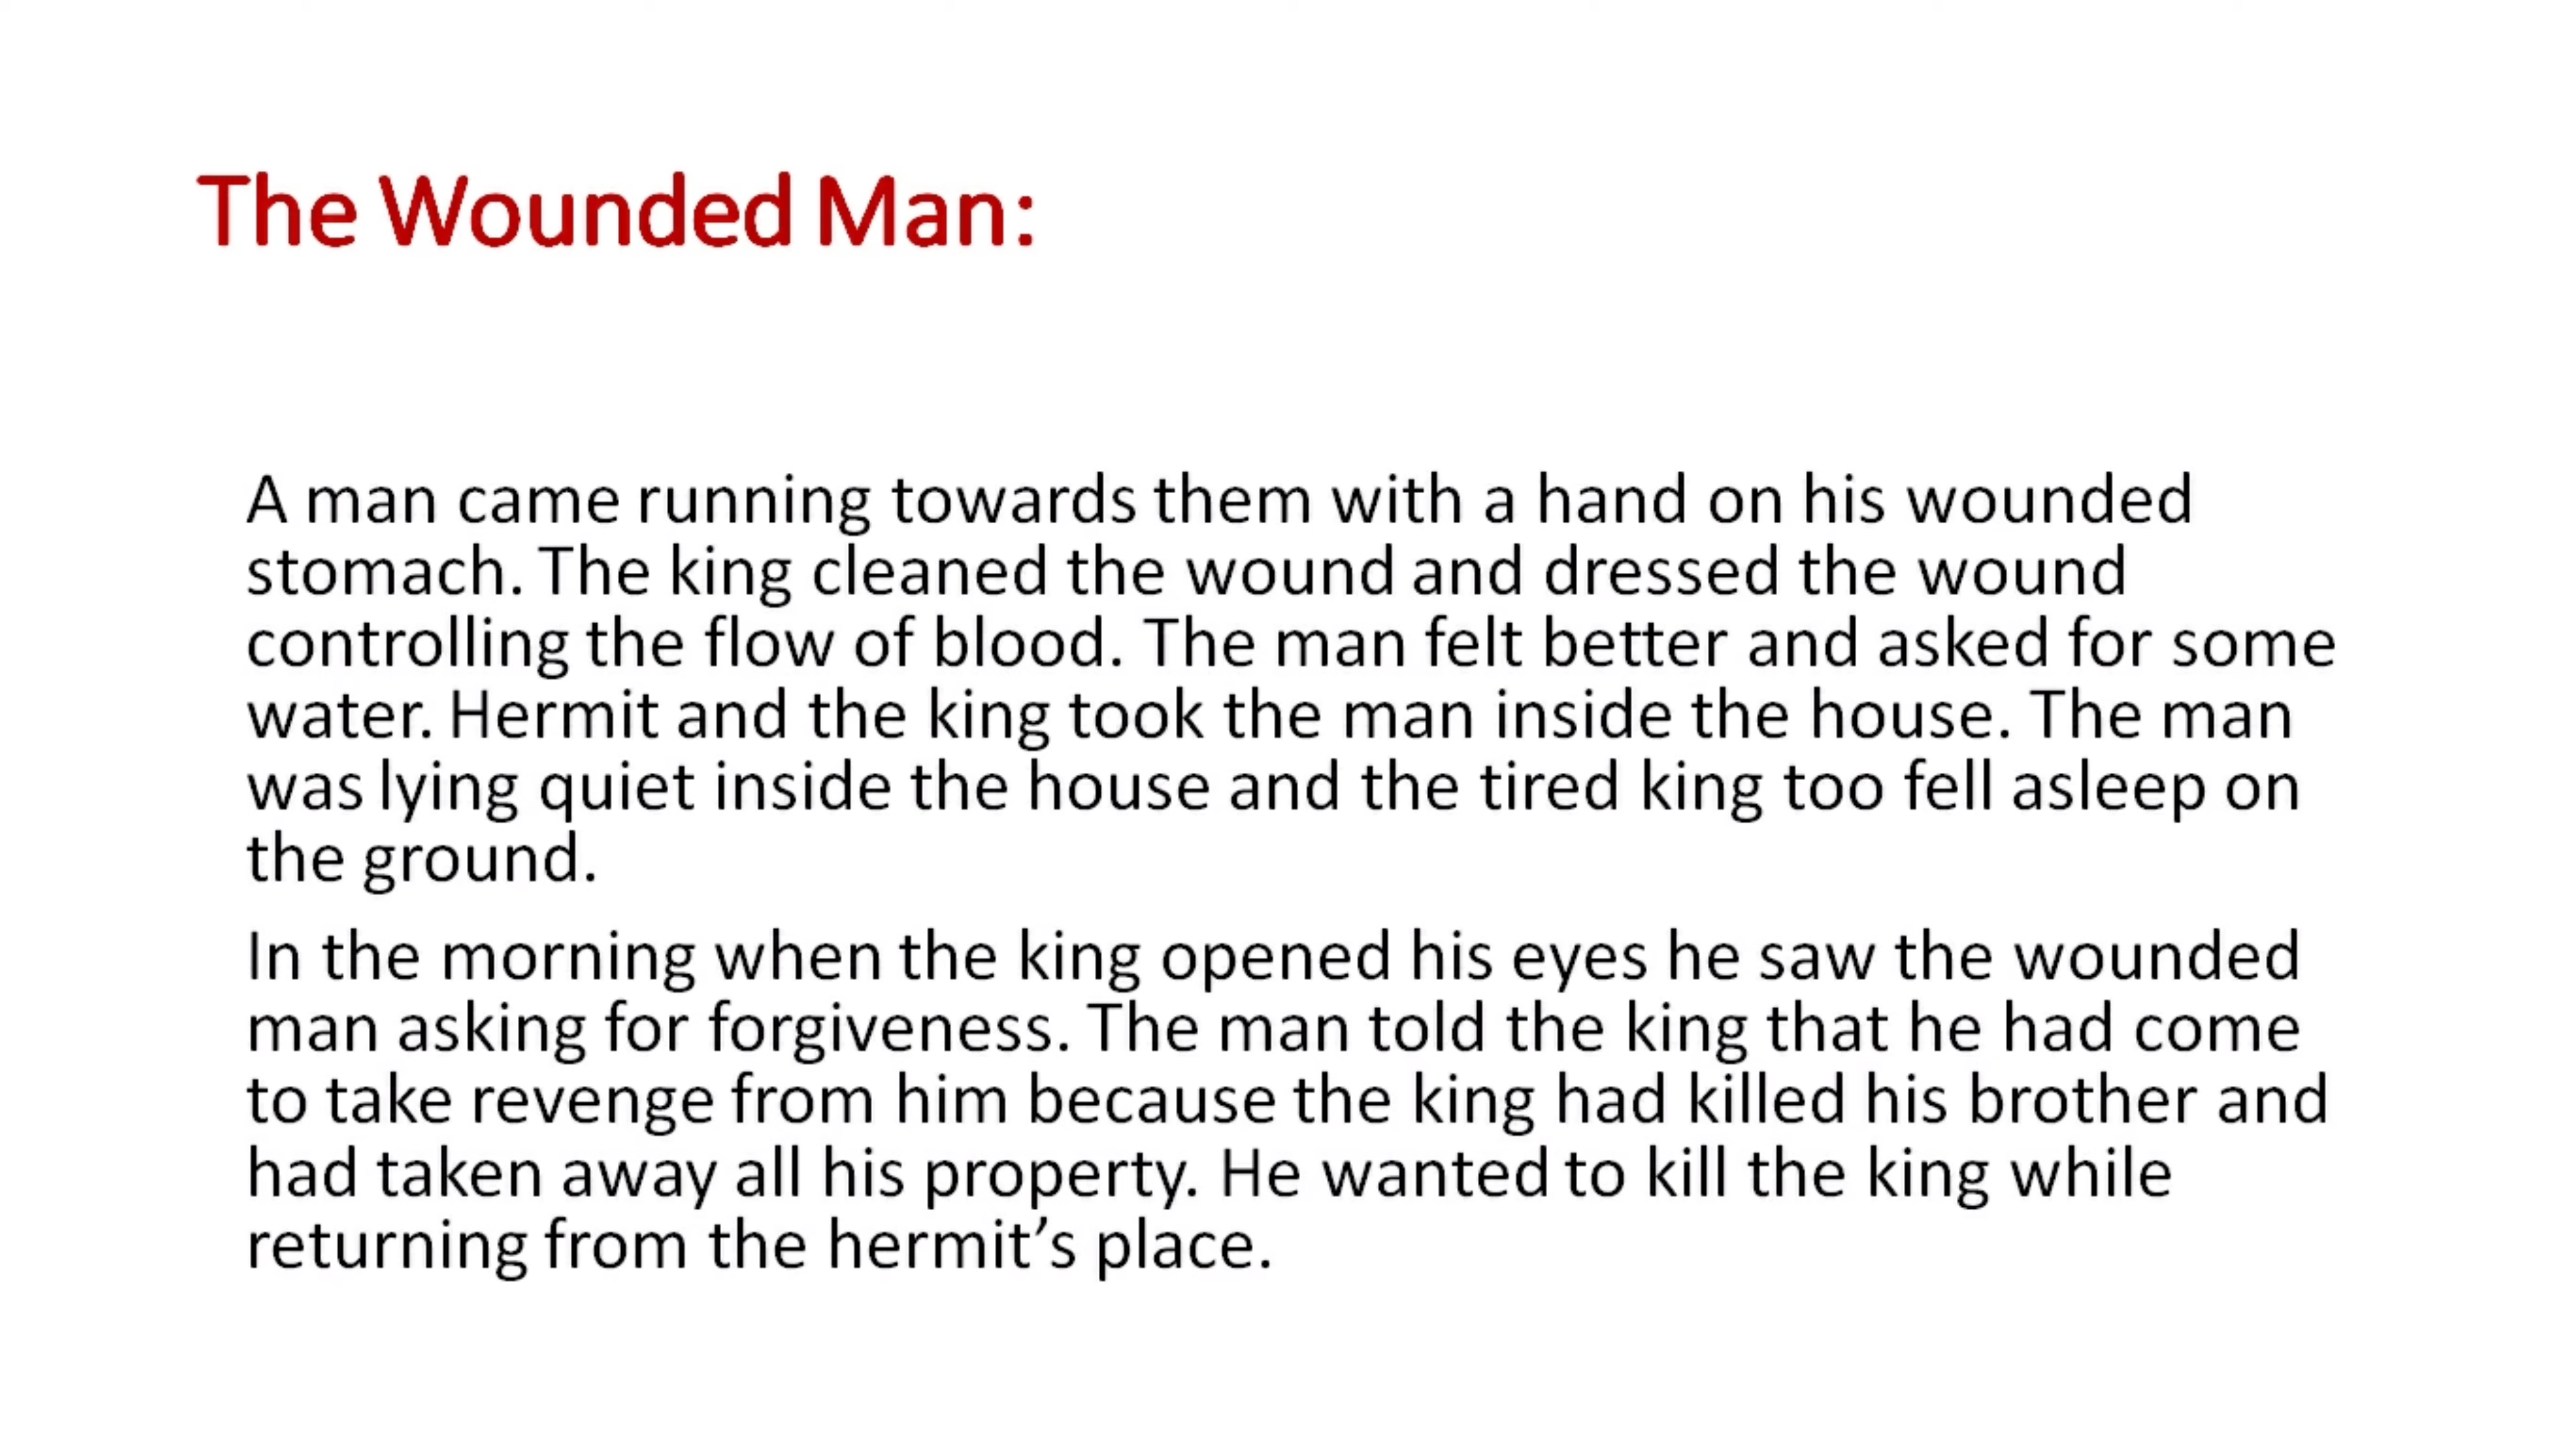 The Wounded Man:
A man came running towards them with a hand on his wounded
stomach. The king cleaned the wound and dressed the wound
controlling the flow of blood. The man felt better and asked for some
water. Hermit and the king took the man inside the house. The man
was lying quiet inside the house and the tired king too fell asleep on
the ground.
In the morning when the king opened his eyes he saw the wounded
man asking for forgiveness. The man told the king that he had come
to take revenge from him because the king had killed his brother and
had taken away all his property. He wanted to kill the king while
returning from the hermit’s place.